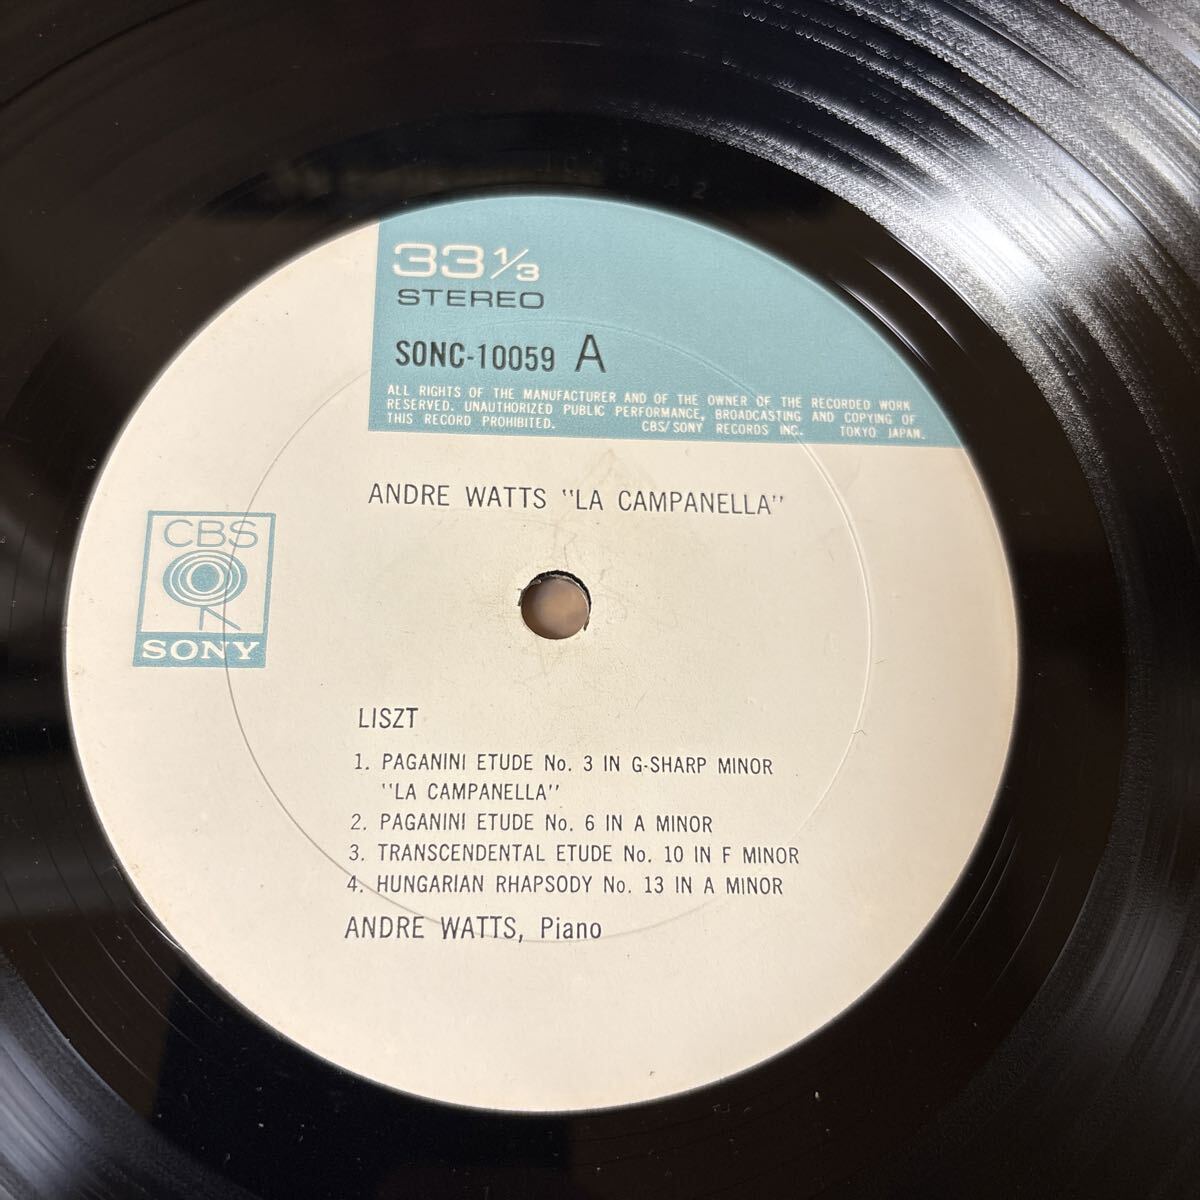 33 1/3
STEREO
SONC-10059 A
ALL RIGHTS OF THE MANUFACTURER AND OF THE OWNER OF THE RECORDED WORK
RESERVED. UNAUTHORIZED PUBLIC PERFORMANCE, BROADCASTING AND COPYING OF
THIS RECORD PROHIBITED. CBS/SONY RECORDS INC. TOKYO JAPAN.
ANDRE WATTS "LA CAMPANELLA"
CBS
SONY
LISZT
1. PAGANINI ETUDE No. 3 IN G-SHARP MINOR
"LA CAMPANELLA"
2. PAGANINI ETUDE No. 6 IN A MINOR
3. TRANSCENDENTAL ETUDE No. 10 IN F MINOR
4. HUNGARIAN RHAPSODY No. 13 IN A MINOR
ANDRE WATTS, Piano